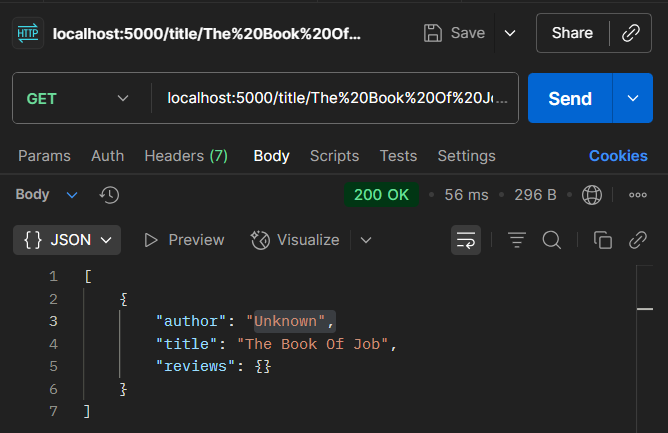 HTTP localhost:5000/title/The%20Book%20Of... Save Share
GET localhost:5000/title/The%20Book%20Of%20J... Send
Params Auth Headers (7) Body Scripts Tests Settings Cookies
Body 200 OK • 56 ms • 296 B •
{} JSON Preview Visualize
1 [
2 {
3 "author": "Unknown",
4 "title": "The Book Of Job",
5 "reviews": {}
6 }
7 ]